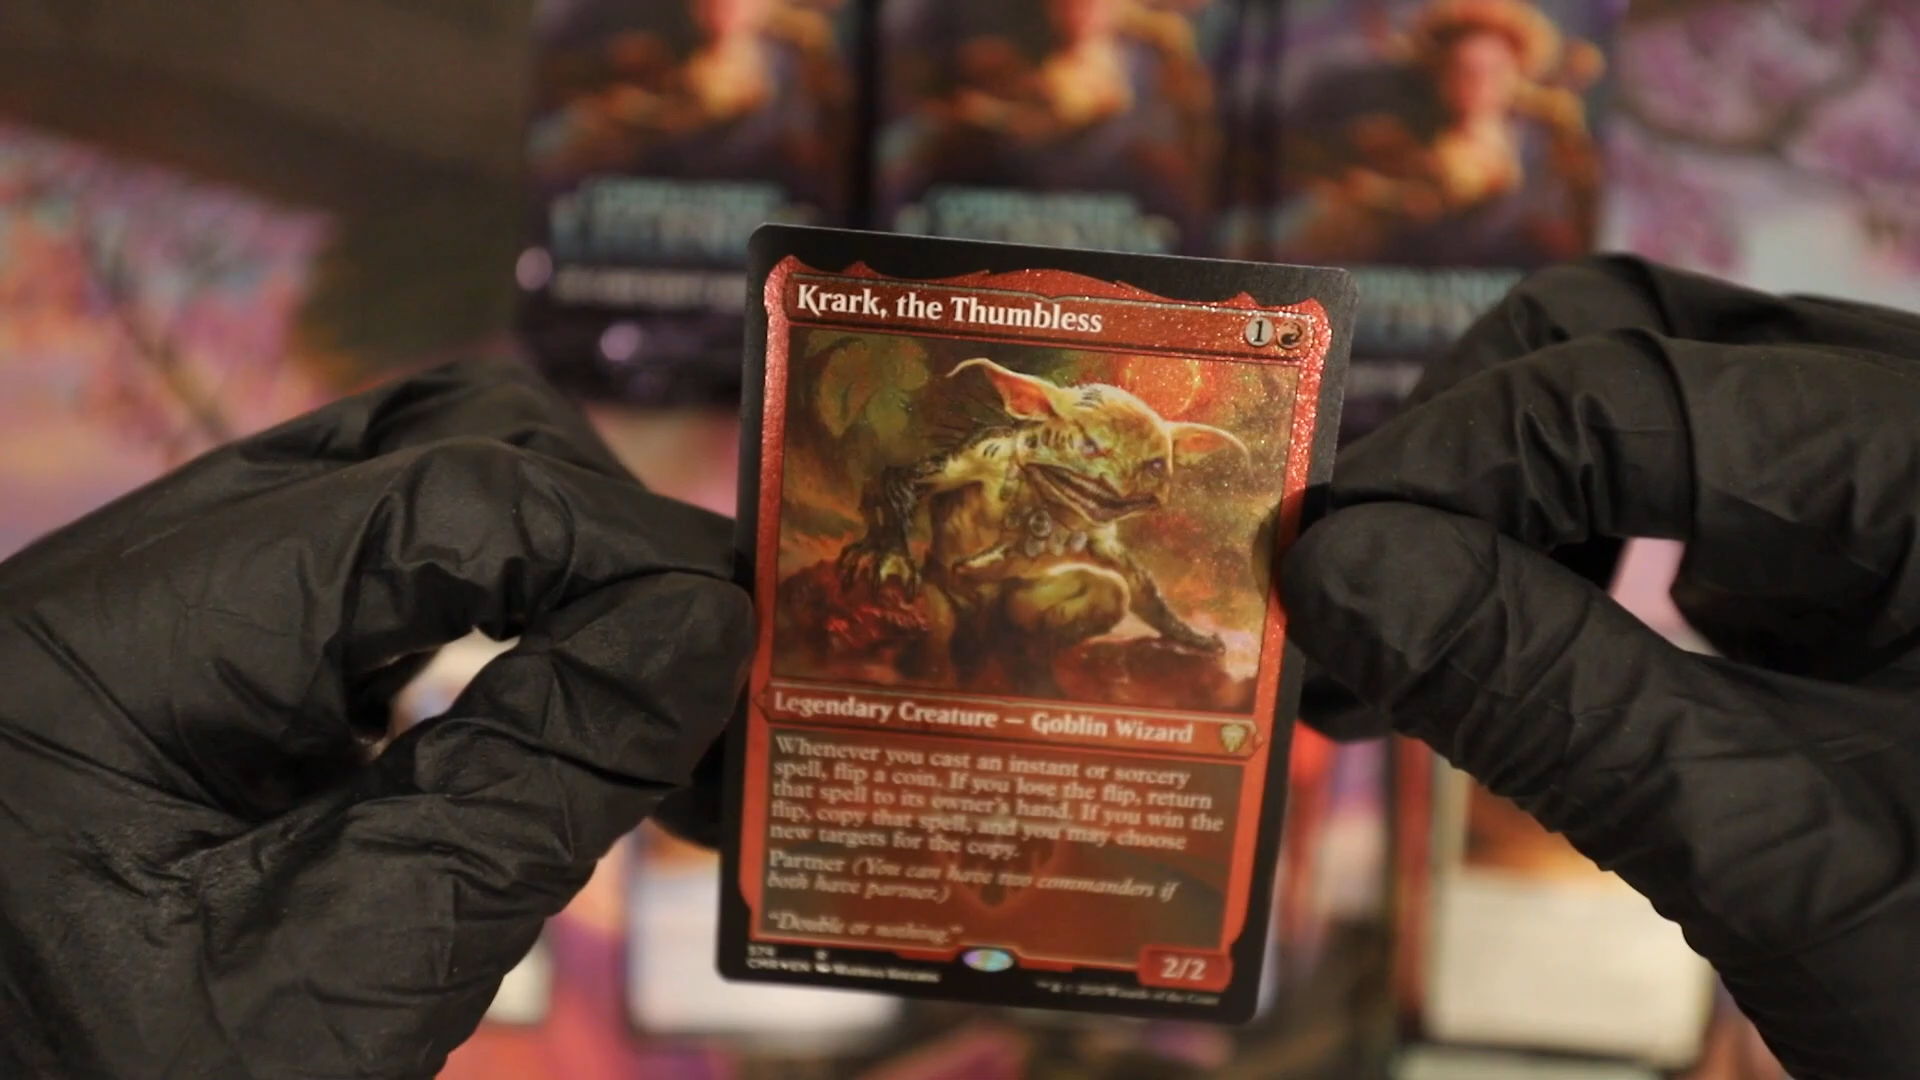 Krark, the Thumbless
1
Legendary Creature — Goblin Wizard
Whenever you cast an instant or sorcery
spell, flip a coin. If you lose the flip, return
that spell to its owner's hand. If you win the
flip, copy that spell, and you may choose
new targets for the copy.
Partner (You can have two commanders if
both have partner.)
"Double or nothing."
2/2